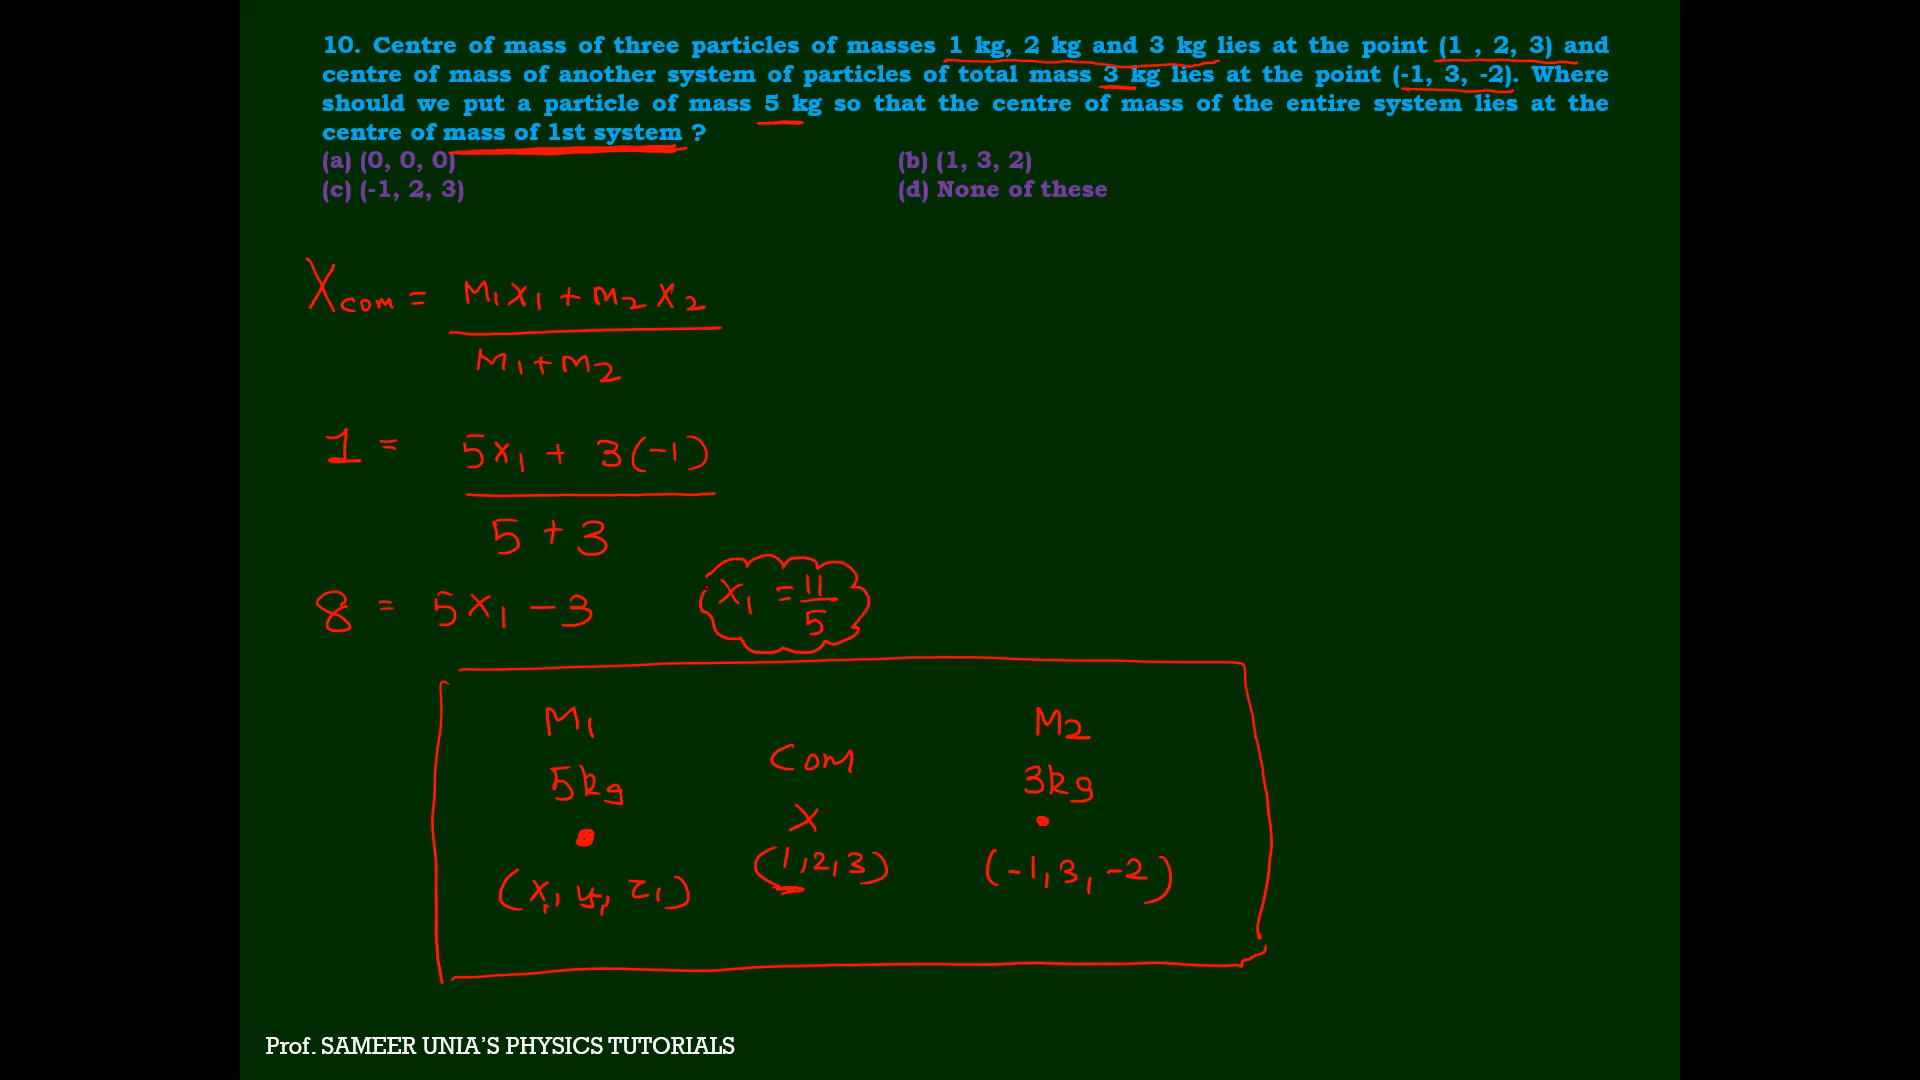 10. Centre of mass of three particles of masses 1 kg, 2 kg and 3 kg lies at the point (1 , 2, 3) and
centre of mass of another system of particles of total mass 3 kg lies at the point (-1, 3, -2). Where
should we put a particle of mass 5 kg so that the centre of mass of the entire system lies at the
centre of mass of 1st system ?
(a) (0, 0, 0) (b) (1, 3, 2)
(c) (-1, 2, 3) (d) None of these
Xcom = M1X1 + M2X2
M1 + M2
1 = 5x1 + 3(-1)
5 + 3
8 = 5x1 - 3
x1 = 11
5
M1 M2
5kg COM 3kg
X
(x1, y1, z1) (1,2,3) (-1,3,-2)
Prof. SAMEER UNIA'S PHYSICS TUTORIALS